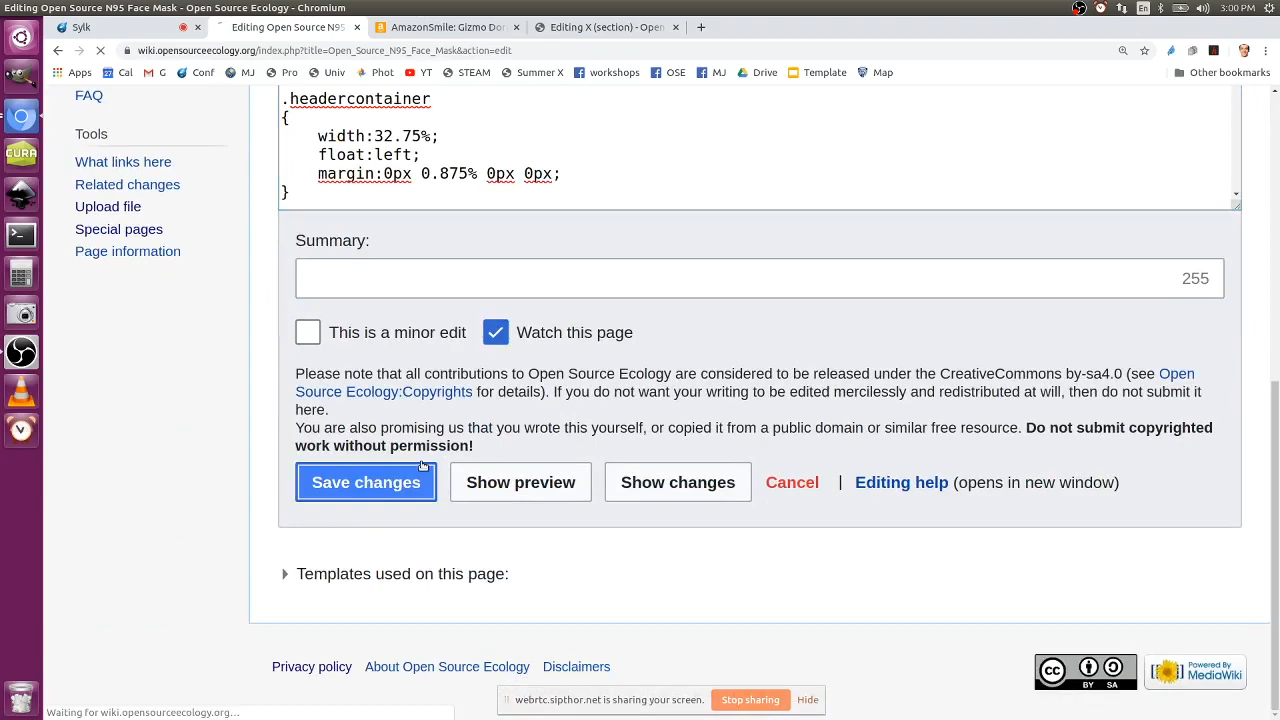 Editing Open Source N95 Face Mask - Open Source Ecology - Chromium
En
3:00 PM
Sylk
Editing Open Source N95
AmazonSmile: Gizmo Do
Editing X (section) - Open
wiki.opensourceecology.org/index.php?title=Open_Source_N95_Face_Mask&action=edit
Apps
Cal
G
Conf
MJ
Pro
Univ
Phot
YT
STEAM
Summer X
workshops
OSE
MJ
Drive
Template
Map
Other bookmarks
FAQ
Tools
What links here
Related changes
Upload file
Special pages
Page information
.headercontainer
{
width:32.75%;
float:left;
margin:0px 0.875% 0px 0px;
}
Summary:
255
This is a minor edit
Watch this page
Please note that all contributions to Open Source Ecology are considered to be released under the CreativeCommons by-sa4.0 (see Open
Source Ecology:Copyrights for details). If you do not want your writing to be edited mercilessly and redistributed at will, then do not submit it
here.
You are also promising us that you wrote this yourself, or copied it from a public domain or similar free resource. Do not submit copyrighted
work without permission!
Save changes
Show preview
Show changes
Cancel
|
Editing help (opens in new window)
Templates used on this page:
Privacy policy
About Open Source Ecology
Disclaimers
CC BY SA
Powered By MediaWiki
webrtc.sipthor.net is sharing your screen.
Stop sharing
Hide
Waiting for wiki.opensourceecology.org...
CURA